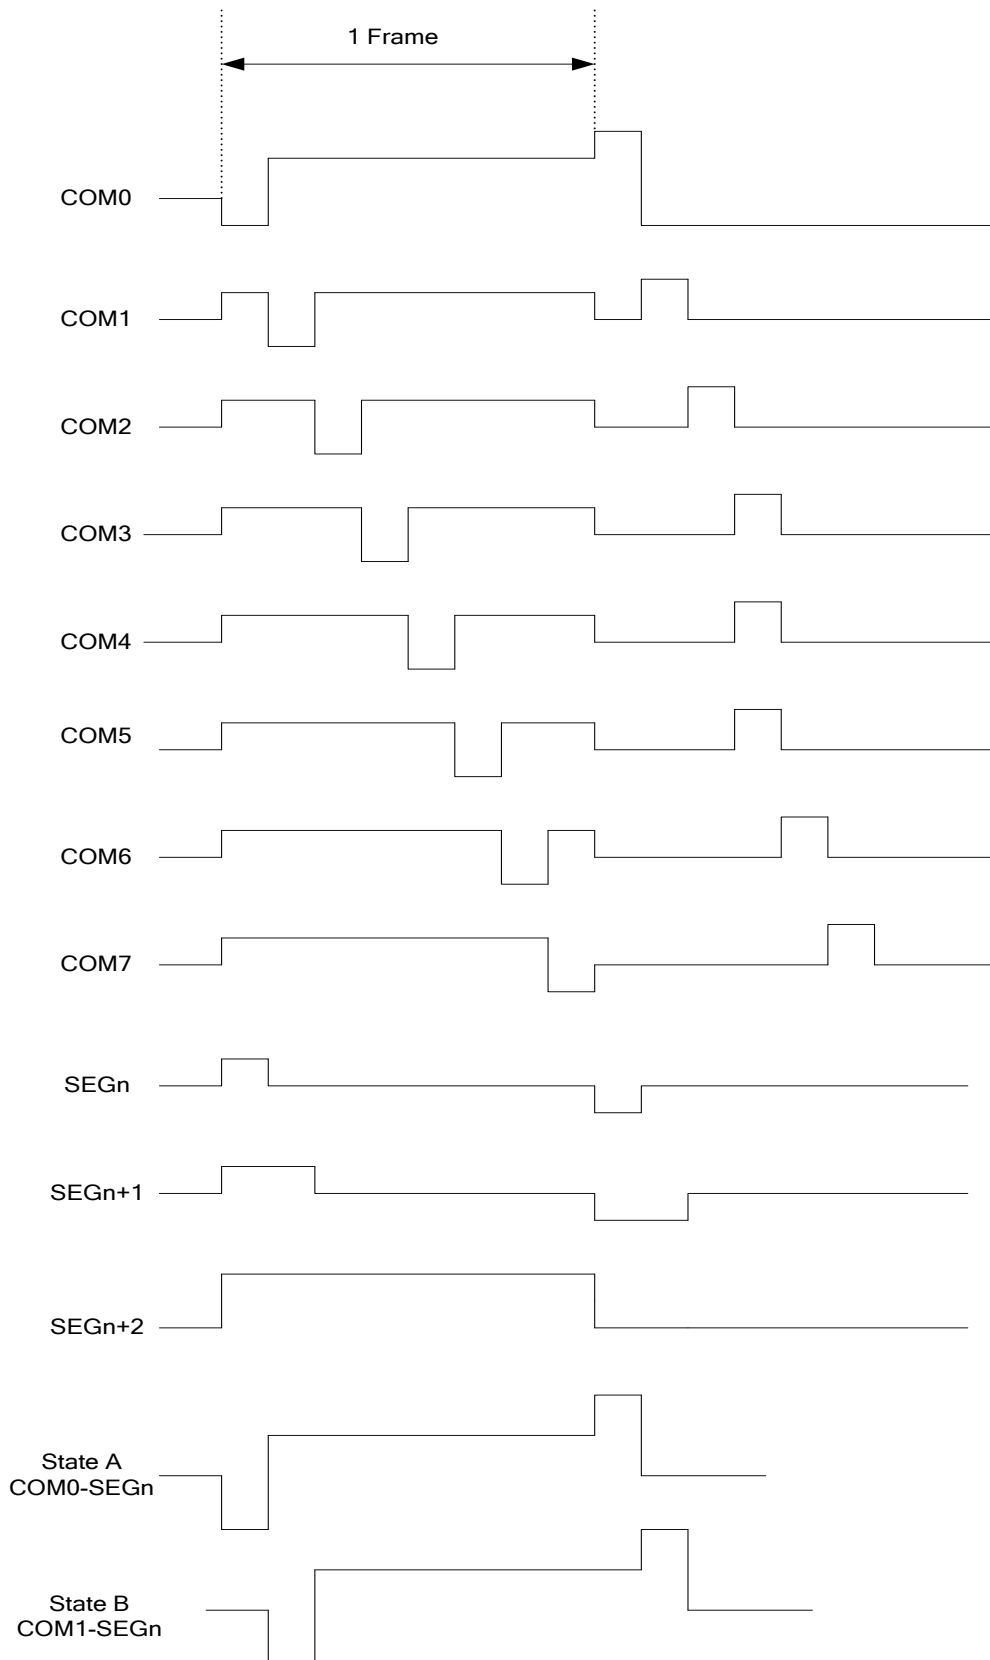 1 Frame
COM0
COM1
COM2
COM3
COM4
COM5
COM6
COM7
SEGn
SEGn+1
SEGn+2
State A
COM0-SEGn
State B
COM1-SEGn